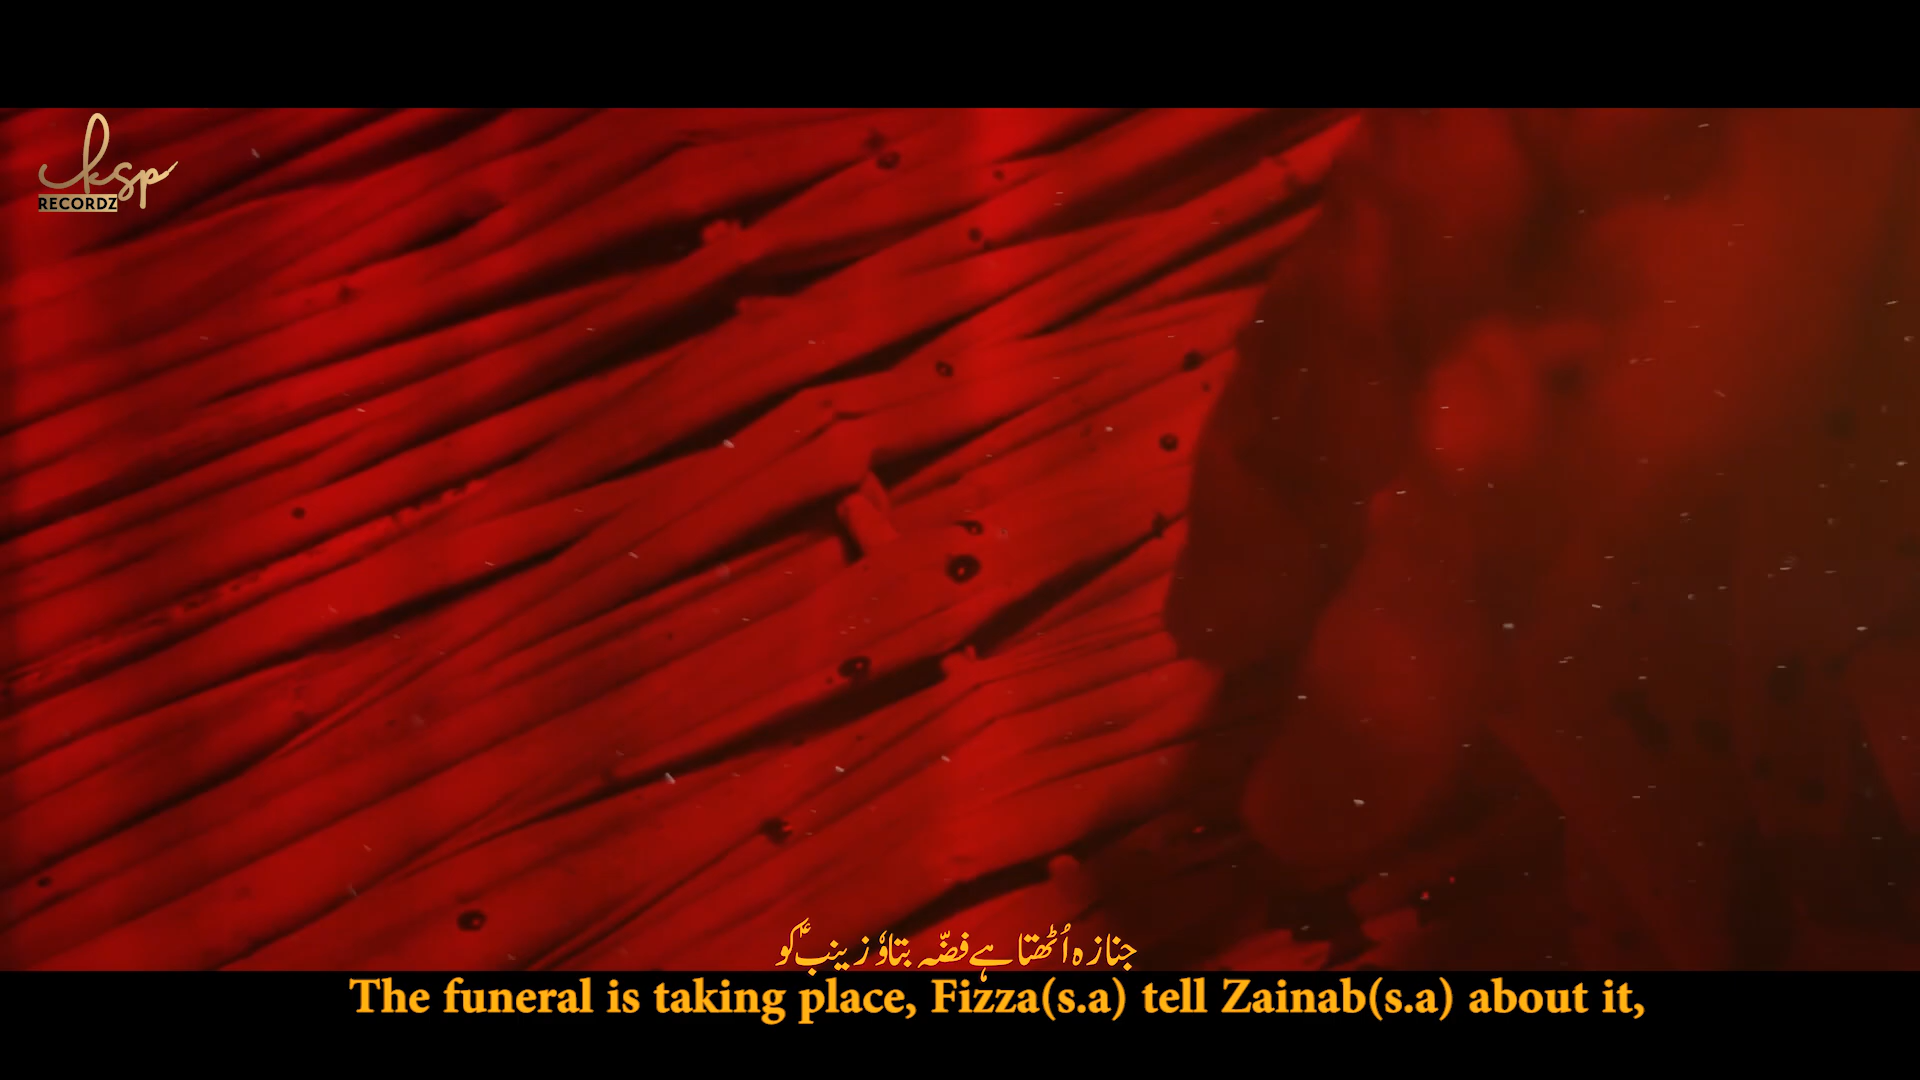 ksp
RECORDZ
جنازہ اُٹھتا ہے فضّہ بتاؤ زینبؑ کو
The funeral is taking place, Fizza(s.a) tell Zainab(s.a) about it,